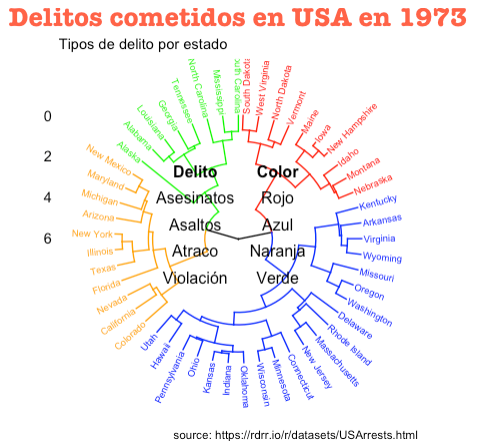 Delitos cometidos en USA en 1973
Tipos de delito por estado
0
2
4
6
Delito Color
Asesinatos Rojo
Asaltos Azul
Atraco Naranja
Violación Verde
South Dakota
West Virginia
North Dakota
Vermont
Maine
Iowa
New Hampshire
Idaho
Montana
Nebraska
Kentucky
Arkansas
Virginia
Wyoming
Missouri
Oregon
Washington
Delaware
Rhode Island
Massachusetts
New Jersey
Connecticut
Minnesota
Wisconsin
Oklahoma
Indiana
Kansas
Ohio
Pennsylvania
Hawaii
Utah
Colorado
California
Nevada
Florida
Texas
Illinois
New York
Arizona
Michigan
Maryland
New Mexico
Alaska
Alabama
Louisiana
Georgia
Tennessee
North Carolina
Mississippi
South Carolina
source: https://rdrr.io/r/datasets/USArrests.html